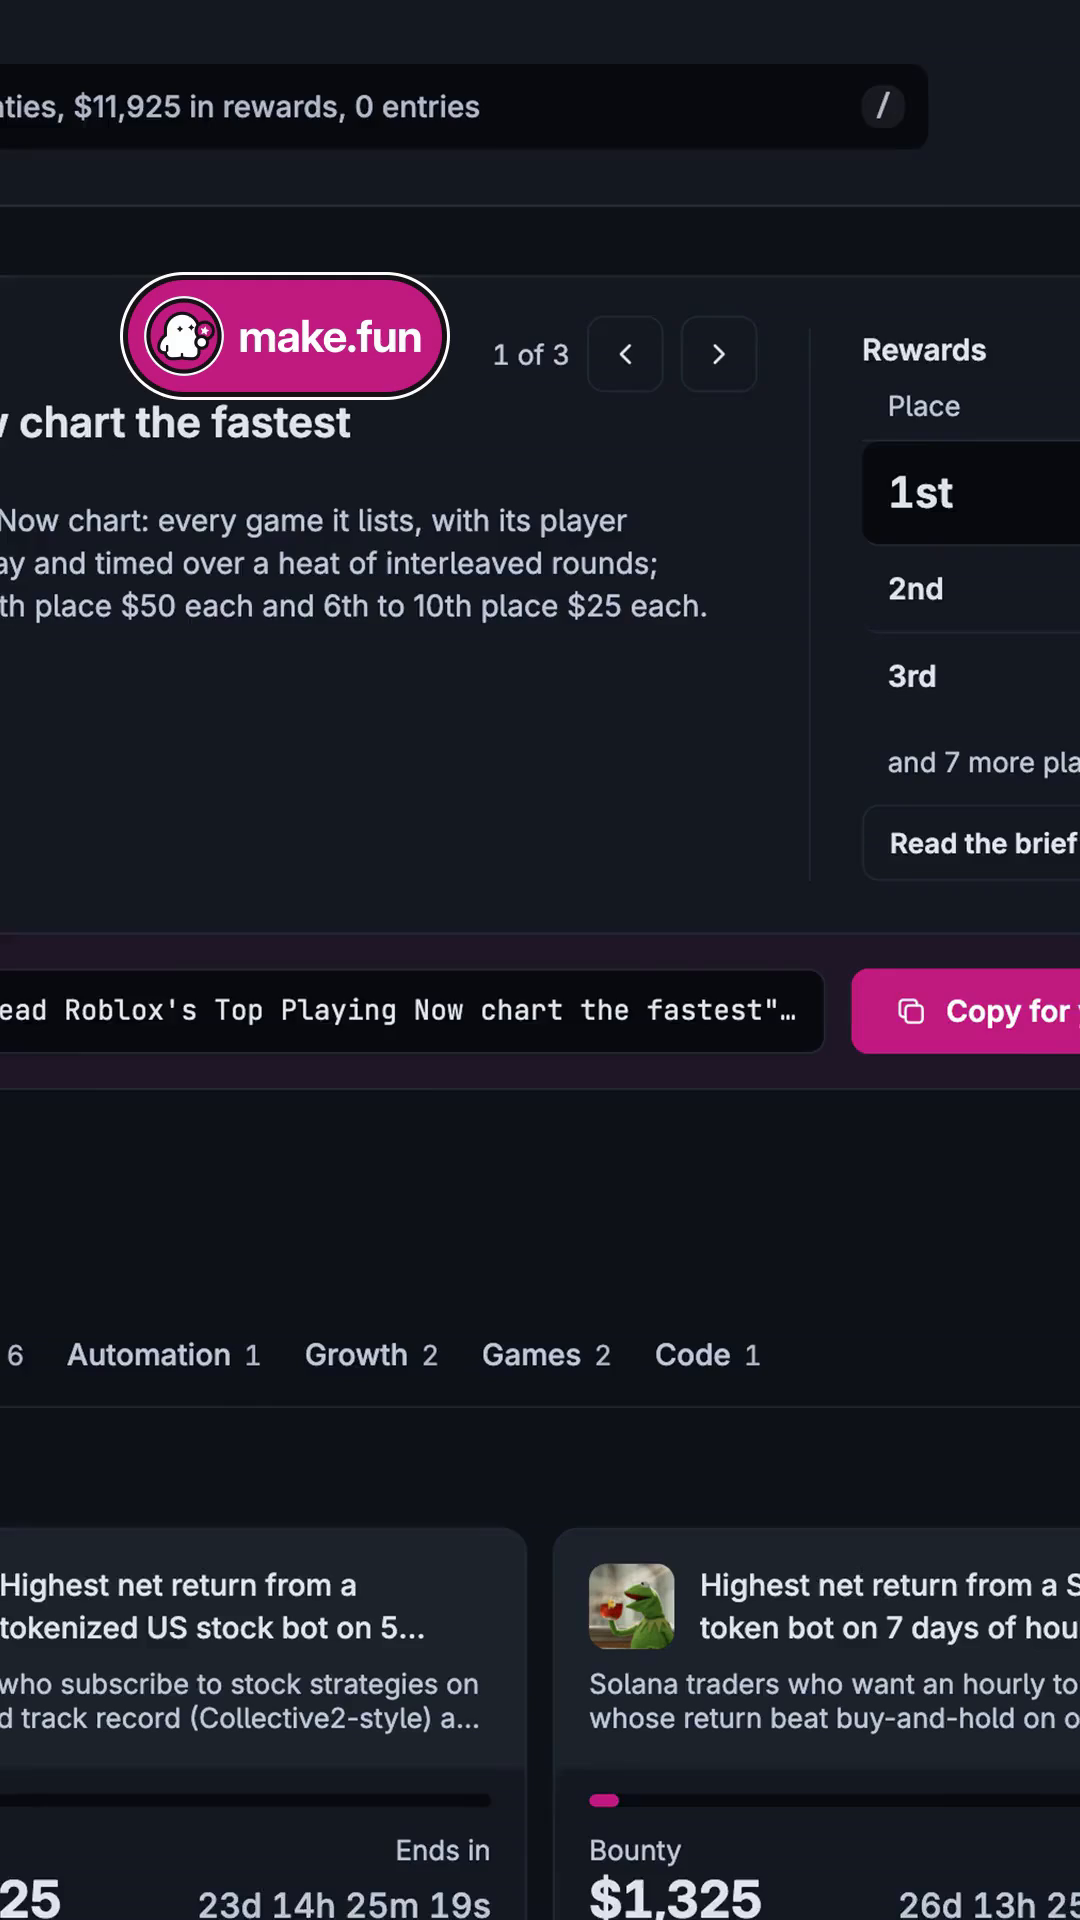 aties, $11,925 in rewards, 0 entries
/
make.fun
1 of 3
chart the fastest
Now chart: every game it lists, with its player
ay and timed over a heat of interleaved rounds;
th place $50 each and 6th to 10th place $25 each.
Rewards
Place
1st
2nd
3rd
and 7 more pla
Read the brief
ead Roblox's Top Playing Now chart the fastest"…
Copy for
6 Automation 1 Growth 2 Games 2 Code 1
Highest net return from a
tokenized US stock bot on 5...
who subscribe to stock strategies on
d track record (Collective2-style) a...
Ends in
25
23d 14h 25m 19s
Highest net return from a S
token bot on 7 days of hou
Solana traders who want an hourly to
whose return beat buy-and-hold on o
Bounty
$1,325
26d 13h 25